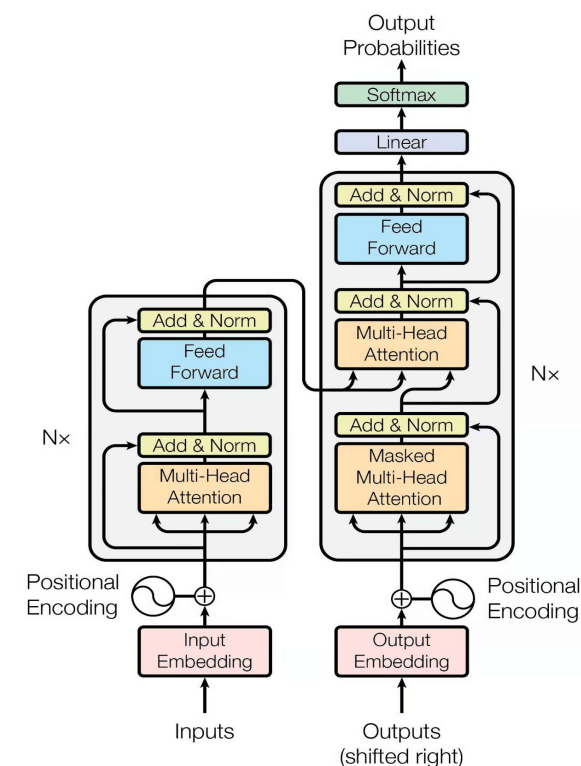 Output
Probabilities
Softmax
Linear
Add & Norm
Feed
Forward
Add & Norm
Multi-Head
Attention
Add & Norm
Masked
Multi-Head
Attention
N×
Add & Norm
Feed
Forward
N×
Add & Norm
Multi-Head
Attention
Positional
Encoding
Positional
Encoding
Input
Embedding
Output
Embedding
Inputs
Outputs
(shifted right)